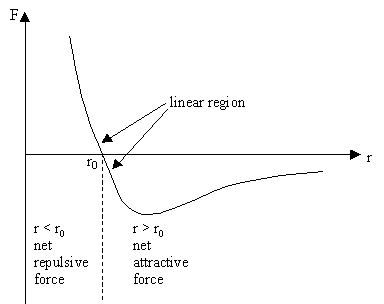 F
linear region
r₀
r
r < r₀
net
repulsive
force
r > r₀
net
attractive
force